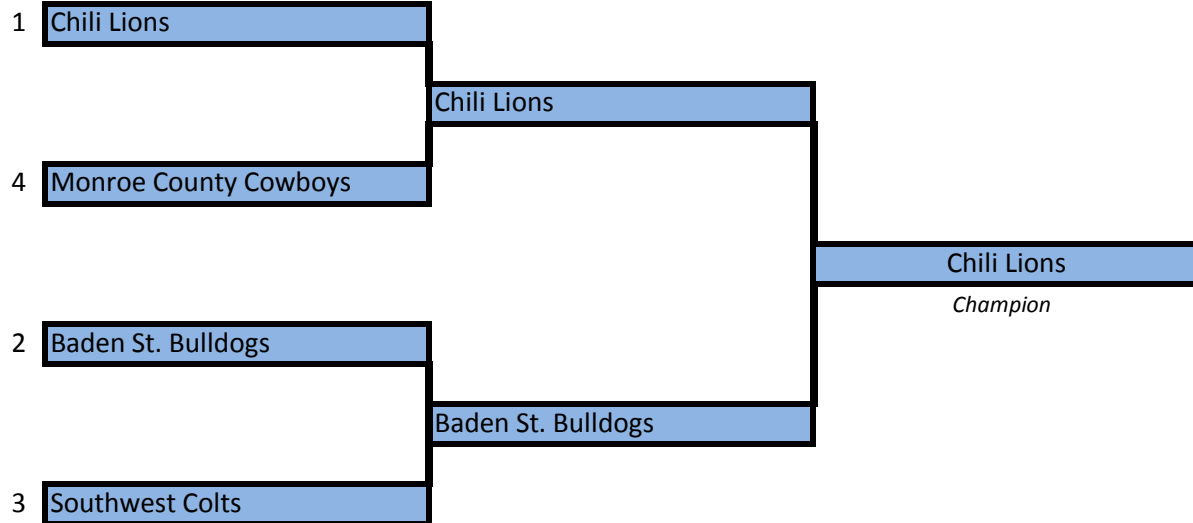 1 Chili Lions
Chili Lions
4 Monroe County Cowboys
Chili Lions
Champion
2 Baden St. Bulldogs
Baden St. Bulldogs
3 Southwest Colts